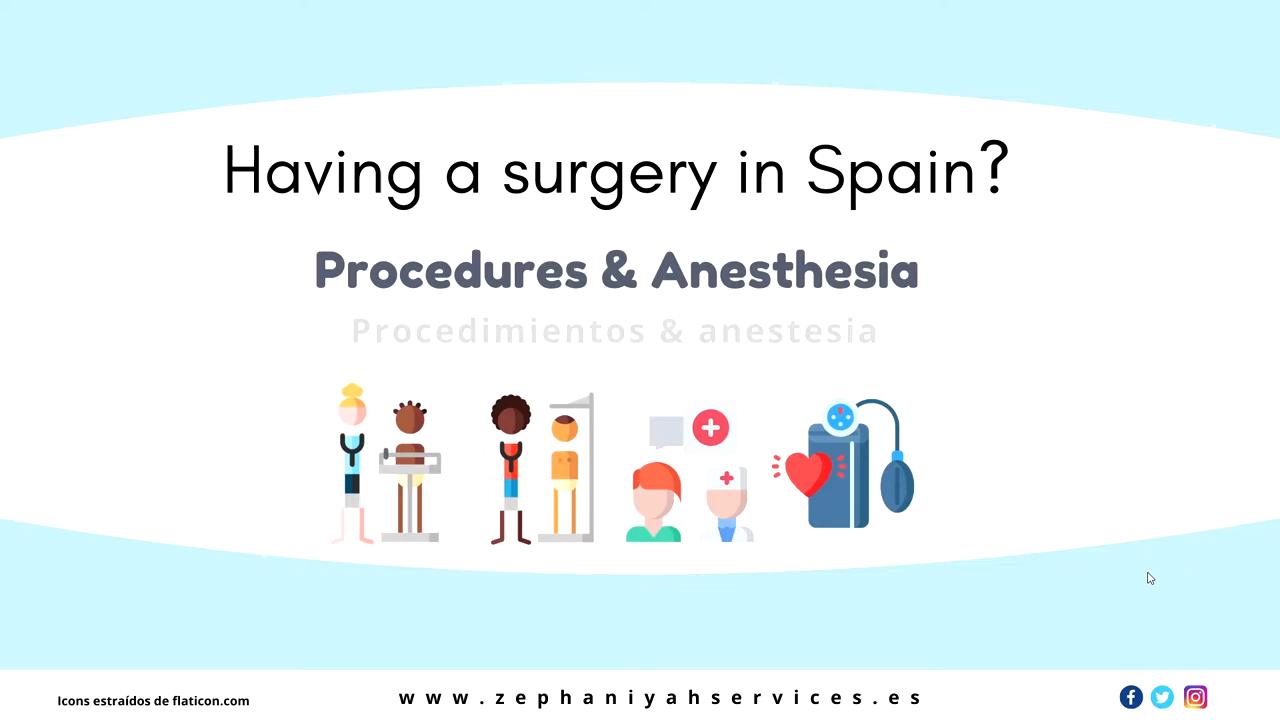 Having a surgery in Spain?
Procedures & Anesthesia
Procedimientos & anestesia
Icons estraídos de flaticon.com
www.zephaniyahservices.es